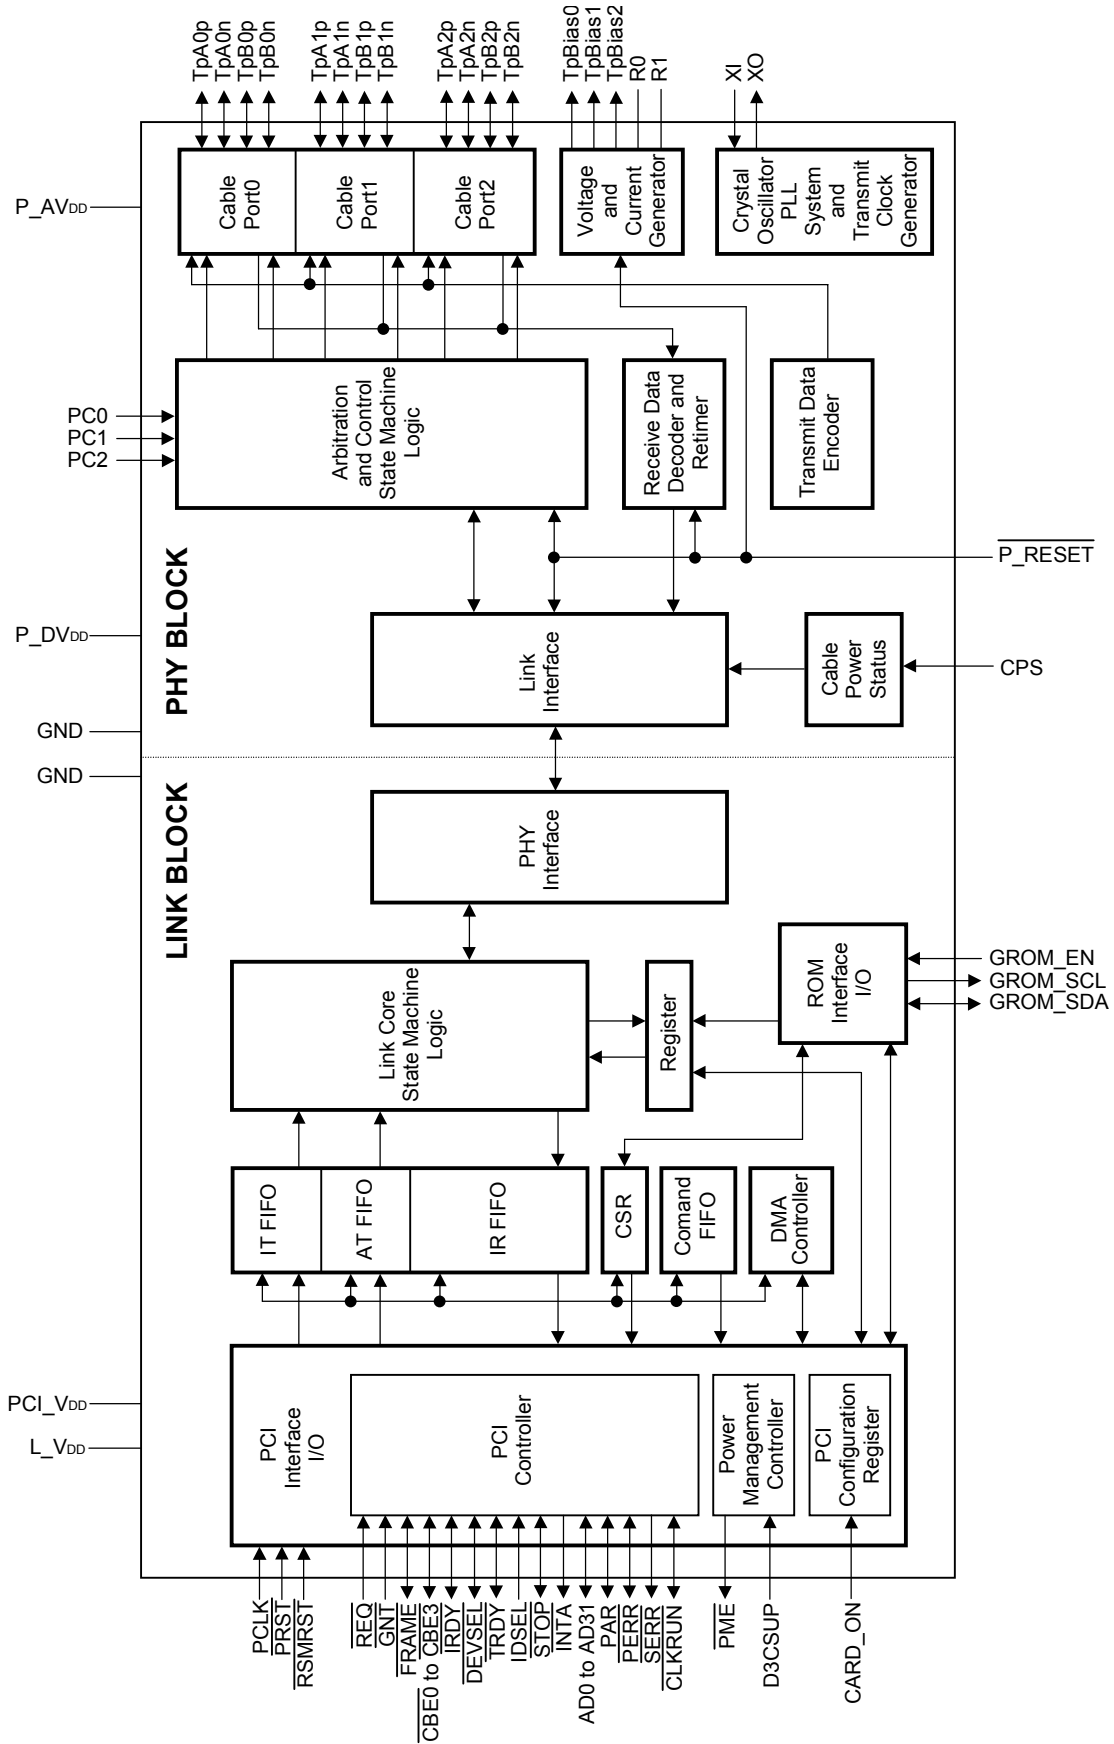 TpA0p
TpA0n
TpB0p
TpB0n
TpA1p
TpA1n
TpB1p
TpB1n
TpA2p
TpA2n
TpB2p
TpB2n
TpBias0
TpBias1
TpBias2
R0
R1
XI
XO
P_AVDD
Cable
Port0
Cable
Port1
Cable
Port2
Voltage
and
Current
Generator
Crystal
Oscillator
PLL
System
and
Transmit
Clock
Generator
PC0
PC1
PC2
Arbitration
and Control
State Machine
Logic
Receive Data
Decoder and
Retimer
Transmit Data
Encoder
P_RESET
PHY BLOCK
P_DVDD
Link
Interface
Cable
Power
Status
CPS
GND
GND
LINK BLOCK
PHY
Interface
Link Core
State Machine
Logic
Register
ROM
Interface
I/O
GROM_EN
GROM_SCL
GROM_SDA
IT FIFO
AT FIFO
IR FIFO
CSR
Comand
FIFO
DMA
Controller
PCI_VDD
L_VDD
PCI
Interface
I/O
PCI
Controller
Power
Management
Controller
PCI
Configuration
Register
PCLK
PRST
RSMRST
REQ
GNT
FRAME
CBE0 to CBE3
IRDY
DEVSEL
TRDY
IDSEL
STOP
INTA
AD0 to AD31
PAR
PERR
SERR
CLKRUN
PME
D3CSUP
CARD_ON